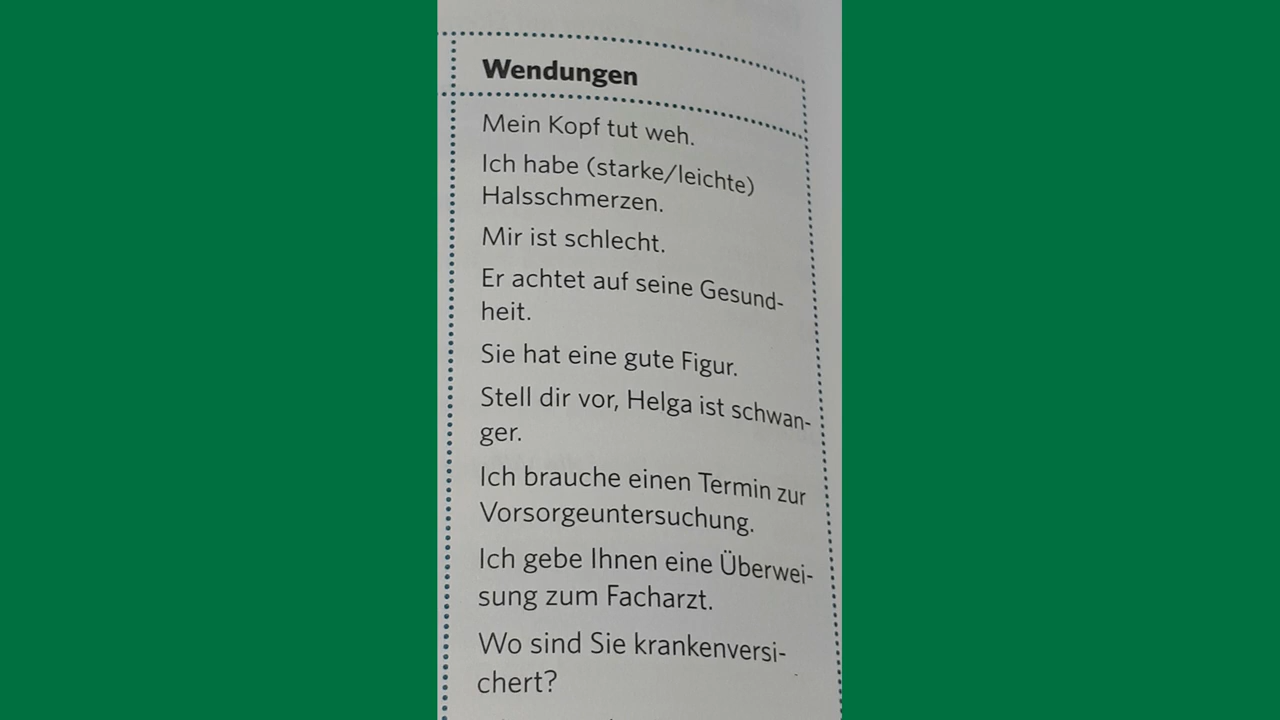 Wendungen
Mein Kopf tut weh.
Ich habe (starke/leichte)
Halsschmerzen.
Mir ist schlecht.
Er achtet auf seine Gesund-
heit.
Sie hat eine gute Figur.
Stell dir vor, Helga ist schwan-
ger.
Ich brauche einen Termin zur
Vorsorgeuntersuchung.
Ich gebe Ihnen eine Überwei-
sung zum Facharzt.
Wo sind Sie krankenversi-
chert?